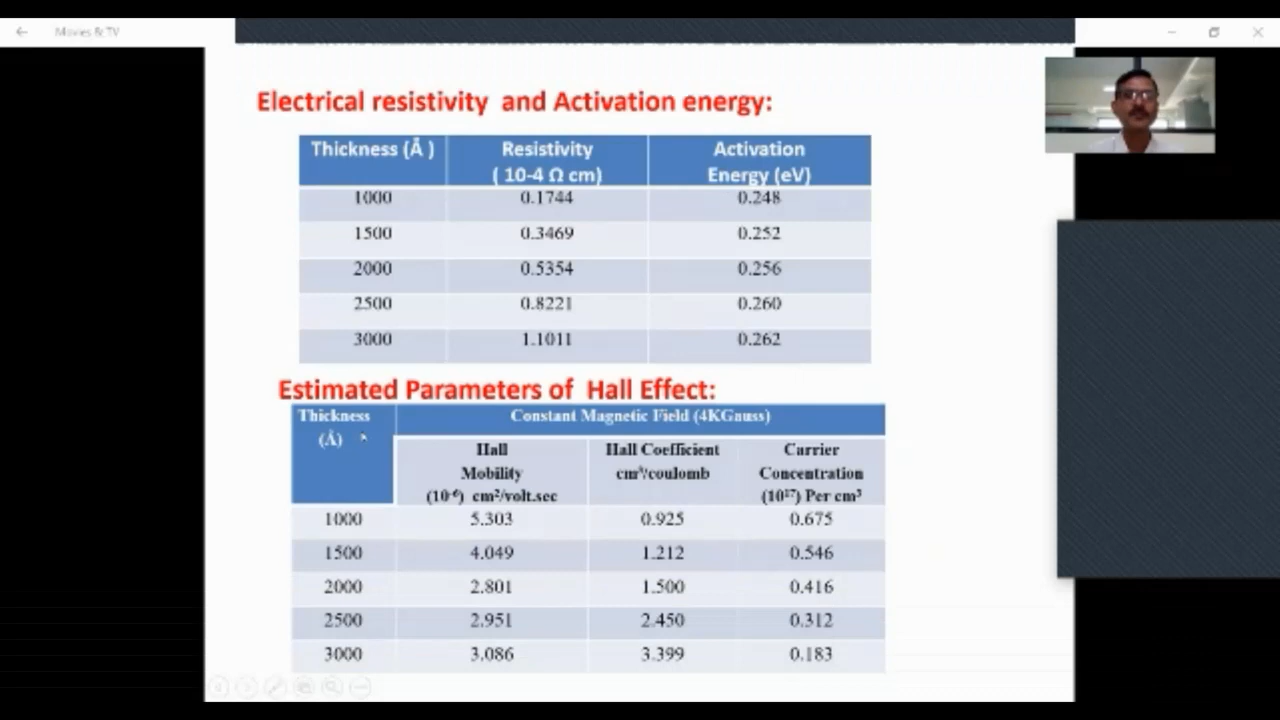 Movies & TV
Electrical resistivity and Activation energy:
Thickness (Å ) Resistivity ( 10-4 Ω cm) Activation Energy (eV)
1000 0.1744 0.248
1500 0.3469 0.252
2000 0.5354 0.256
2500 0.8221 0.260
3000 1.1011 0.262
Estimated Parameters of Hall Effect:
Thickness (Å) Constant Magnetic Field (4KGauss)
Hall Mobility (10⁻⁶) cm²/volt.sec Hall Coefficient cm³/coulomb Carrier Concentration (10¹⁷) Per cm³
1000 5.303 0.925 0.675
1500 4.049 1.212 0.546
2000 2.801 1.500 0.416
2500 2.951 2.450 0.312
3000 3.086 3.399 0.183